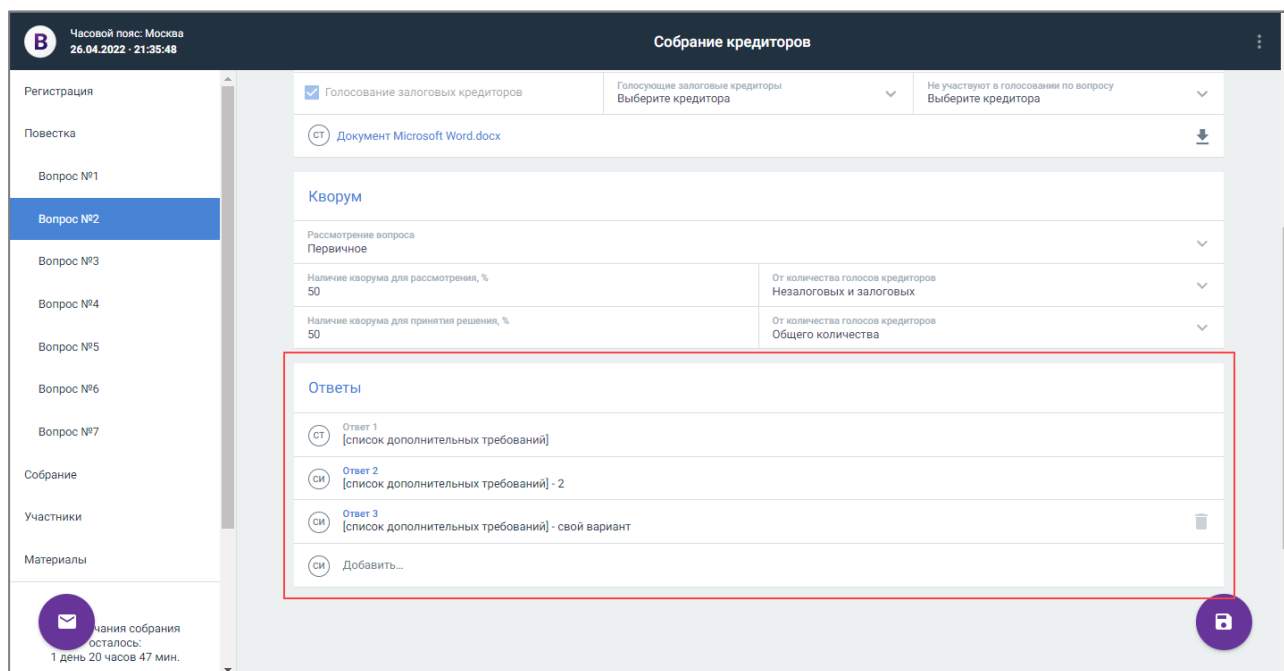 B
Часовой пояс: Москва
26.04.2022 · 21:35:48
Собрание кредиторов
Регистрация
Повестка
Вопрос №1
Вопрос №2
Вопрос №3
Вопрос №4
Вопрос №5
Вопрос №6
Вопрос №7
Собрание
Участники
Материалы
чания собрания
осталось:
1 день 20 часов 47 мин.
Голосование залоговых кредиторов
Голосующие залоговые кредиторы
Выберите кредитора
Не участвуют в голосовании по вопросу
Выберите кредитора
СТ Документ Microsoft Word.docx
Кворум
Рассмотрение вопроса
Первичное
Наличие кворума для рассмотрения, %
50
От количества голосов кредиторов
Незалоговых и залоговых
Наличие кворума для принятия решения, %
50
От количества голосов кредиторов
Общего количества
Ответы
СТ
Ответ 1
[список дополнительных требований]
СИ
Ответ 2
[список дополнительных требований] - 2
СИ
Ответ 3
[список дополнительных требований] - свой вариант
СИ Добавить...